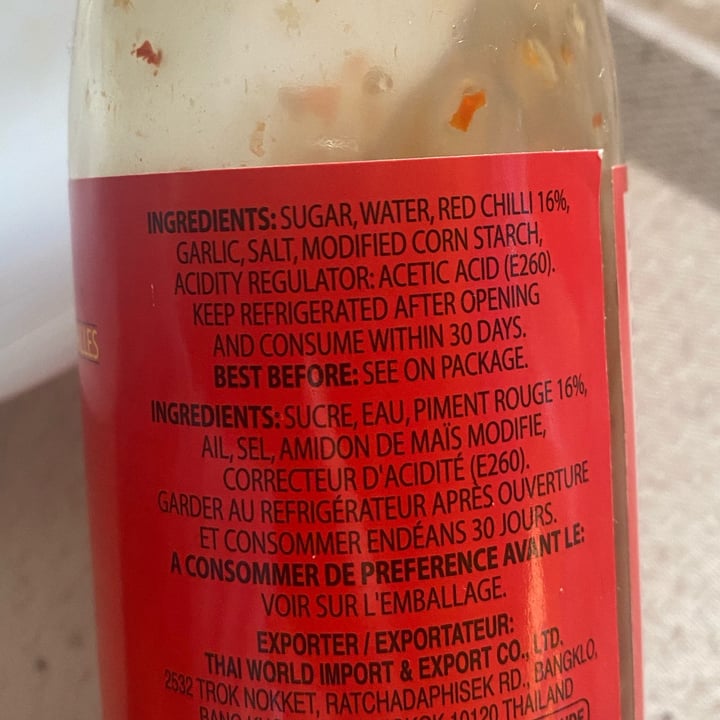 INGREDIENTS: SUGAR, WATER, RED CHILLI 16%,
GARLIC, SALT, MODIFIED CORN STARCH,
ACIDITY REGULATOR: ACETIC ACID (E260).
KEEP REFRIGERATED AFTER OPENING
AND CONSUME WITHIN 30 DAYS.
BEST BEFORE: SEE ON PACKAGE.
INGREDIENTS: SUCRE, EAU, PIMENT ROUGE 16%,
AIL, SEL, AMIDON DE MAÏS MODIFIE,
CORRECTEUR D'ACIDITÉ (E260).
GARDER AU REFRIGÉRATEUR APRÈS OUVERTURE
ET CONSOMMER ENDÉANS 30 JOURS.
A CONSOMMER DE PREFERENCE AVANT LE:
VOIR SUR L'EMBALLAGE.
EXPORTER / EXPORTATEUR:
THAI WORLD IMPORT & EXPORT CO., LTD.
2532 TROK NOKKET, RATCHADAPHISEK RD., BANGKLO,
10120 THAILAND